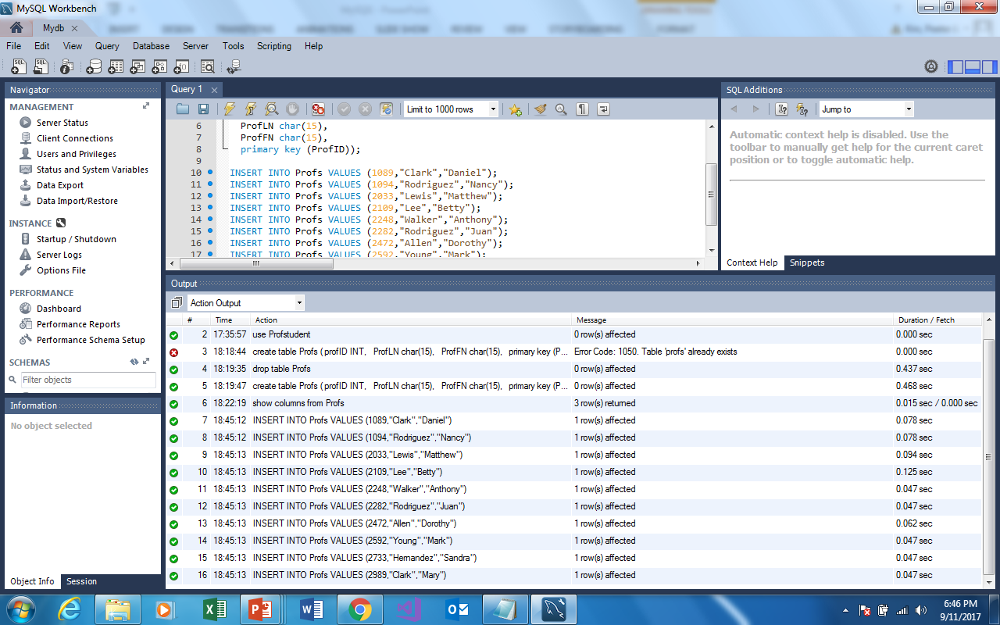 MySQL Workbench
Mydb
File Edit View Query Database Server Tools Scripting Help
Navigator
MANAGEMENT
Server Status
Client Connections
Users and Privileges
Status and System Variables
Data Export
Data Import/Restore
INSTANCE
Startup / Shutdown
Server Logs
Options File
PERFORMANCE
Dashboard
Performance Reports
Performance Schema Setup
SCHEMAS
Filter objects
Information
No object selected
Object Info Session
Query 1
Limit to 1000 rows
6 ProfLN char(15),
7 ProfFN char(15),
8 primary key (ProfID));
9
10 INSERT INTO Profs VALUES (1089,"Clark","Daniel");
11 INSERT INTO Profs VALUES (1094,"Rodriguez","Nancy");
12 INSERT INTO Profs VALUES (2033,"Lewis","Matthew");
13 INSERT INTO Profs VALUES (2109,"Lee","Betty");
14 INSERT INTO Profs VALUES (2248,"Walker","Anthony");
15 INSERT INTO Profs VALUES (2282,"Rodriguez","Juan");
16 INSERT INTO Profs VALUES (2472,"Allen","Dorothy");
17 INSERT INTO Profs VALUES (2592,"Young","Mark");
SQL Additions
Jump to
Automatic context help is disabled. Use the
toolbar to manually get help for the current caret
position or to toggle automatic help.
Context Help Snippets
Output
Action Output
# Time Action Message Duration / Fetch
2 17:35:57 use Profstudent 0 row(s) affected 0.000 sec
3 18:18:44 create table Profs ( profID INT, ProfLN char(15), ProfFN char(15), primary key (P... Error Code: 1050. Table 'profs' already exists 0.000 sec
4 18:19:35 drop table Profs 0 row(s) affected 0.437 sec
5 18:19:47 create table Profs ( profID INT, ProfLN char(15), ProfFN char(15), primary key (P... 0 row(s) affected 0.468 sec
6 18:22:19 show columns from Profs 3 row(s) returned 0.015 sec / 0.000 sec
7 18:45:12 INSERT INTO Profs VALUES (1089,"Clark","Daniel") 1 row(s) affected 0.078 sec
8 18:45:12 INSERT INTO Profs VALUES (1094,"Rodriguez","Nancy") 1 row(s) affected 0.078 sec
9 18:45:13 INSERT INTO Profs VALUES (2033,"Lewis","Matthew") 1 row(s) affected 0.094 sec
10 18:45:13 INSERT INTO Profs VALUES (2109,"Lee","Betty") 1 row(s) affected 0.125 sec
11 18:45:13 INSERT INTO Profs VALUES (2248,"Walker","Anthony") 1 row(s) affected 0.047 sec
12 18:45:13 INSERT INTO Profs VALUES (2282,"Rodriguez","Juan") 1 row(s) affected 0.047 sec
13 18:45:13 INSERT INTO Profs VALUES (2472,"Allen","Dorothy") 1 row(s) affected 0.062 sec
14 18:45:13 INSERT INTO Profs VALUES (2592,"Young","Mark") 1 row(s) affected 0.047 sec
15 18:45:13 INSERT INTO Profs VALUES (2733,"Hernandez","Sandra") 1 row(s) affected 0.047 sec
16 18:45:13 INSERT INTO Profs VALUES (2989,"Clark","Mary") 1 row(s) affected 0.047 sec
6:46 PM
9/11/2017